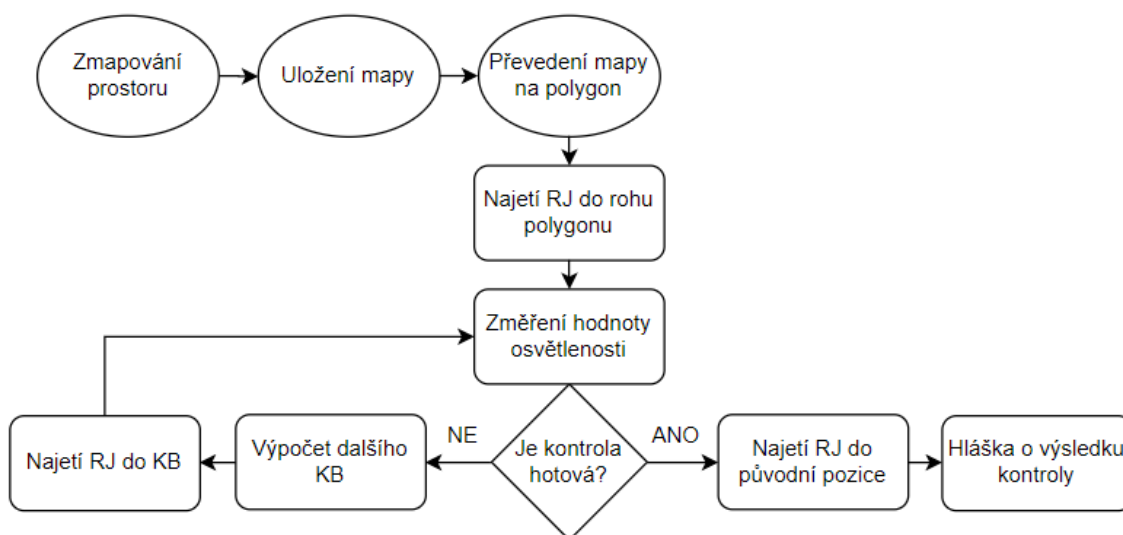 Zmapování
prostoru
Uložení mapy
Převedení mapy
na polygon
Najetí RJ do rohu
polygonu
Změření hodnoty
osvětlenosti
Je kontrola
hotová?
NE
ANO
Výpočet dalšího
KB
Najetí RJ do KB
Najetí RJ do
původní pozice
Hláška o výsledku
kontroly